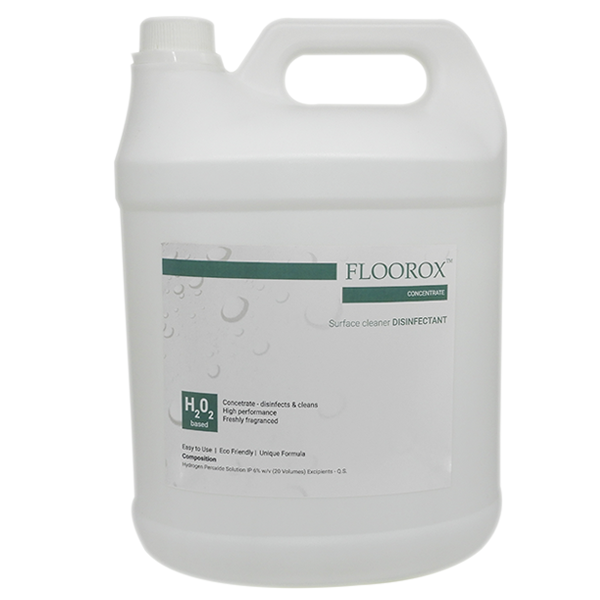 FLOOROX™
CONCENTRATE
Surface cleaner DISINFECTANT
H2O2
based
Concetrate - disinfects & cleans
High performance
Freshly fragranced
Easy to Use | Eco Friendly | Unique Formula
Composition
Hydrogen Peroxide Solution IP 6% w/v (20 Volumes) Excipients - Q.S.